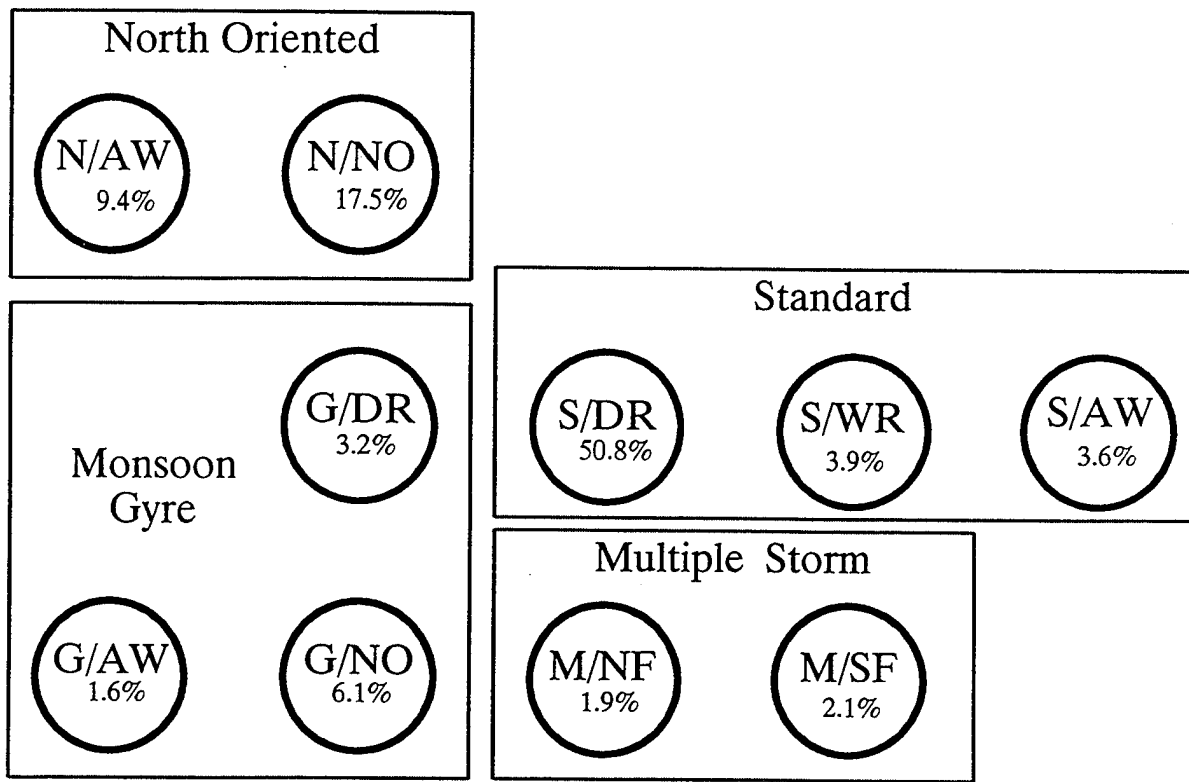 North Oriented
N/AW
9.4%
N/NO
17.5%
Standard
S/DR
50.8%
S/WR
3.9%
S/AW
3.6%
Monsoon
Gyre
G/DR
3.2%
G/AW
1.6%
G/NO
6.1%
Multiple Storm
M/NF
1.9%
M/SF
2.1%